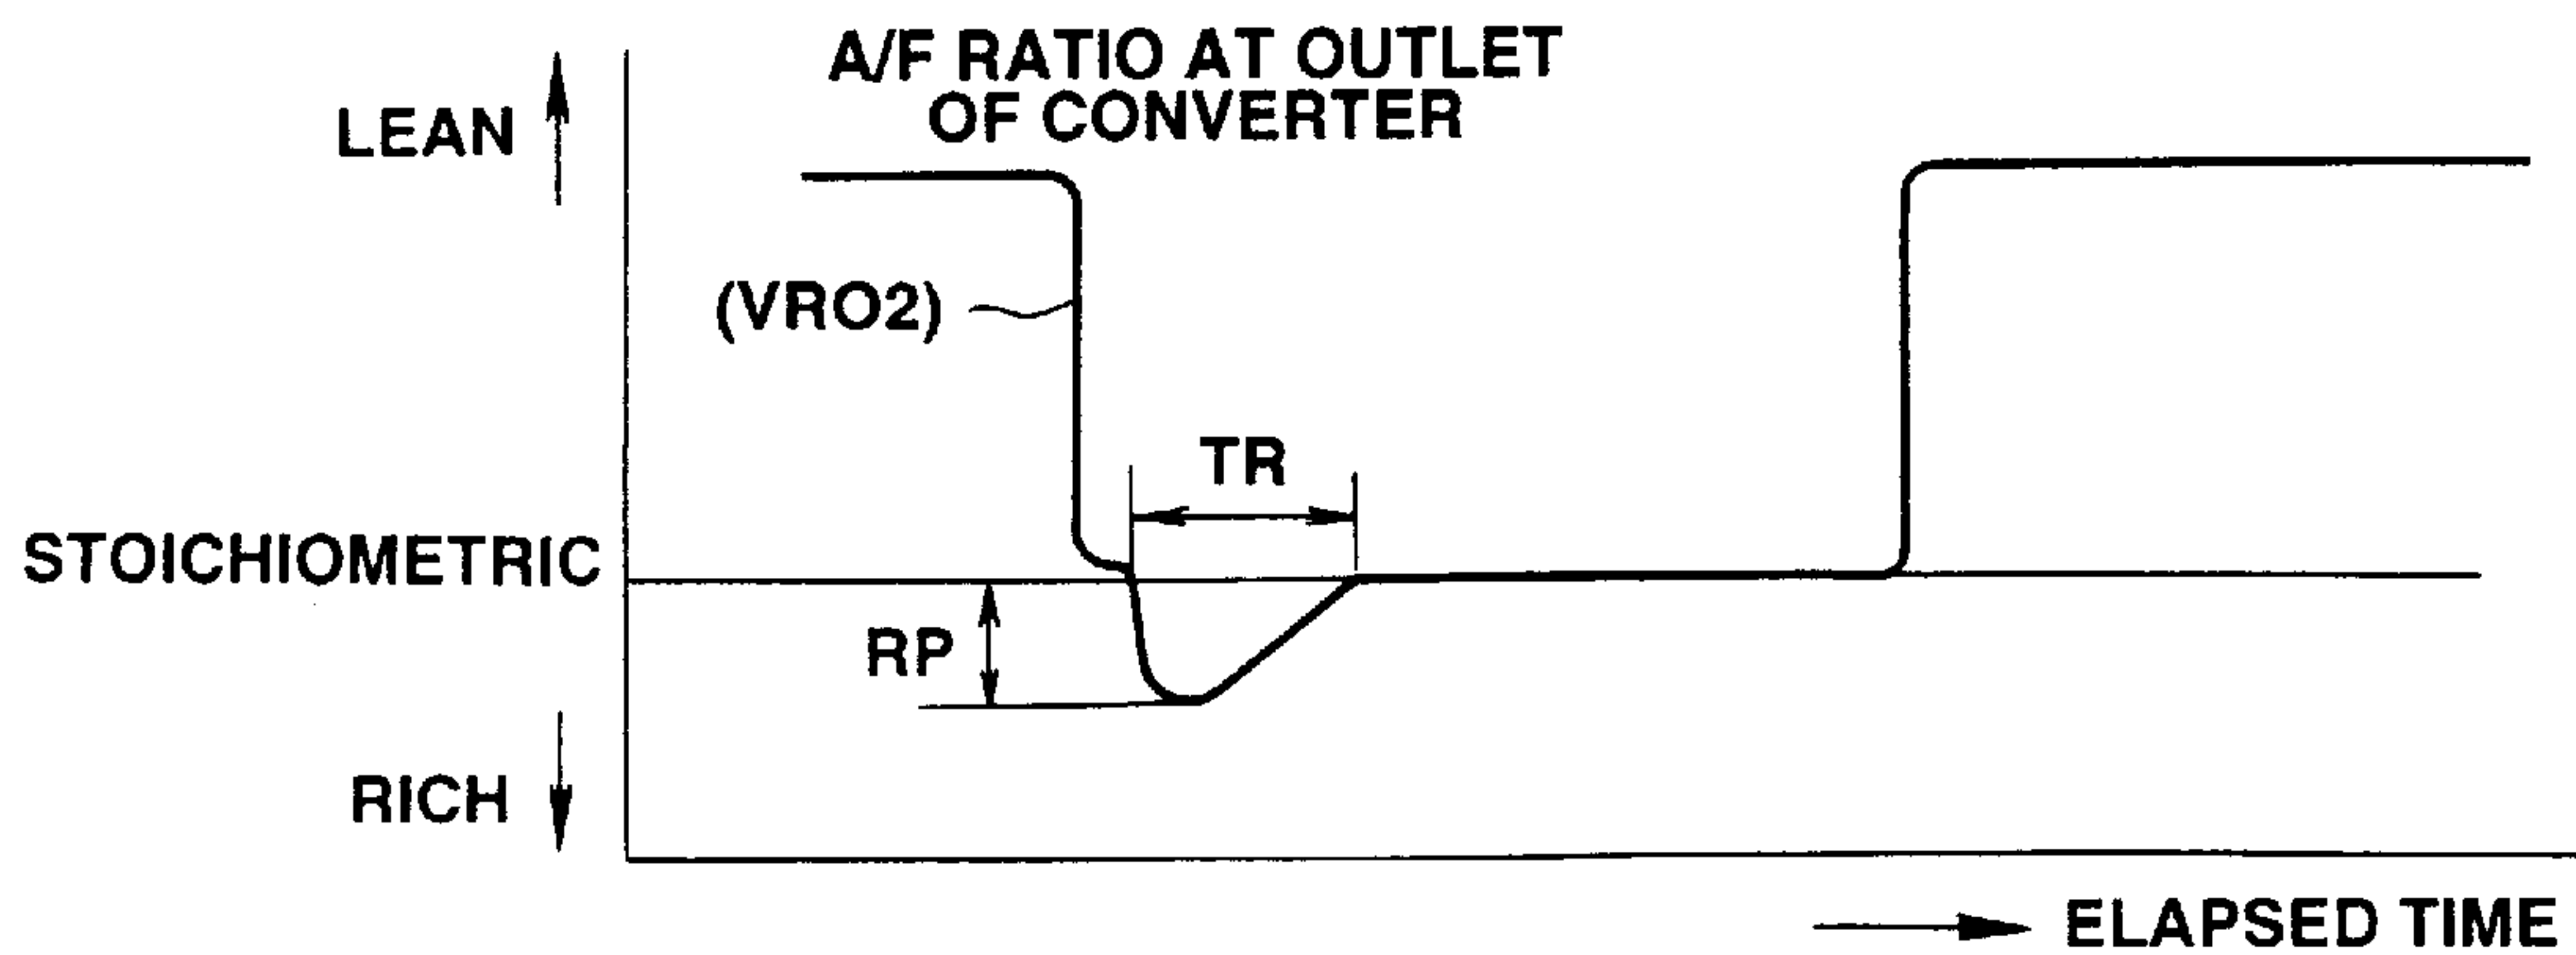 A/F RATIO AT OUTLET
OF CONVERTER
LEAN
(VRO2)
TR
STOICHIOMETRIC
RP
RICH
ELAPSED TIME